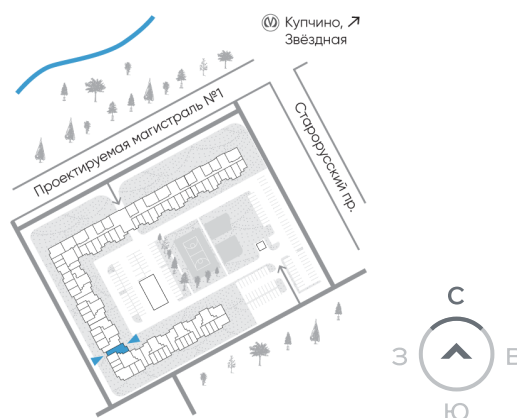 Купчино, ↗
Звёздная
Проектируемая магистраль №1
Старорусский пр.
С
З
В
Ю